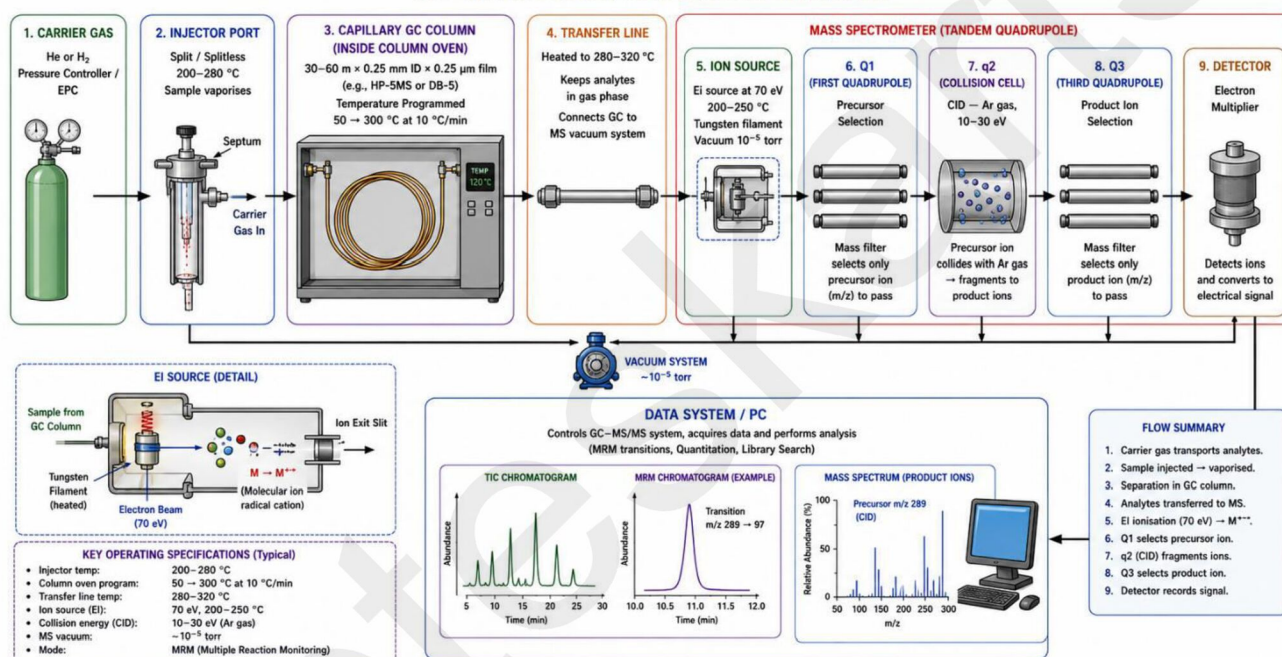 1. CARRIER GAS
He or H₂
Pressure Controller /
EPC
2. INJECTOR PORT
Split / Splitless
200–280 °C
Sample vaporises
Septum
Carrier
Gas In
3. CAPILLARY GC COLUMN
(INSIDE COLUMN OVEN)
30–60 m × 0.25 mm ID × 0.25 μm film
(e.g., HP-5MS or DB-5)
Temperature Programmed
50 → 300 °C at 10 °C/min
TEMP
120°C
4. TRANSFER LINE
Heated to 280–320 °C
Keeps analytes
in gas phase
Connects GC to
MS vacuum system
MASS SPECTROMETER (TANDEM QUADRUPOLE)
5. ION SOURCE
Ei source at 70 eV
200–250 °C
Tungsten filament
Vacuum 10⁻⁵ torr
6. Q1
(FIRST QUADRUPOLE)
Precursor
Selection
Mass filter
selects only
precursor ion
(m/z) to pass
7. q2
(COLLISION CELL)
CID — Ar gas,
10–30 eV
Precursor ion
collides with Ar gas
→ fragments to
product ions
8. Q3
(THIRD QUADRUPOLE)
Product Ion
Selection
Mass filter
selects only
product ion (m/z)
to pass
9. DETECTOR
Electron
Multiplier
Detects ions
and converts to
electrical signal
VACUUM SYSTEM
~10⁻⁵ torr
EI SOURCE (DETAIL)
Sample from
GC Column
Ion Exit Slit
Tungsten
Filament
(heated)
Electron Beam
(70 eV)
(Molecular ion
radical cation)
KEY OPERATING SPECIFICATIONS (Typical)
• Injector temp: 200–280 °C
• Column oven program: 50 → 300 °C at 10 °C/min
• Transfer line temp: 280–320 °C
• Ion source (EI): 70 eV, 200–250 °C
• Collision energy (CID): 10–30 eV (Ar gas)
• MS vacuum: ~10⁻⁵ torr
• Mode: MRM (Multiple Reaction Monitoring)
DATA SYSTEM / PC
Controls GC–MS/MS system, acquires data and performs analysis
(MRM transitions, Quantitation, Library Search)
TIC CHROMATOGRAM
Abundance
5 10 15 20 25 30
Time (min)
MRM CHROMATOGRAM (EXAMPLE)
Transition
m/z 289 → 97
Abundance
10.0 10.5 11.0 11.5 12.0
Time (min)
MASS SPECTRUM (PRODUCT IONS)
Precursor m/z 289
(CID)
Relative Abundance (%)
100
50
0
50 100 150 200 250 300
m/z
FLOW SUMMARY
1. Carrier gas transports analytes.
2. Sample injected → vaporised.
3. Separation in GC column.
4. Analytes transferred to MS.
5. EI ionisation (70 eV) →
6. Q1 selects precursor ion.
7. q2 (CID) fragments ions.
8. Q3 selects product ion.
9. Detector records signal.